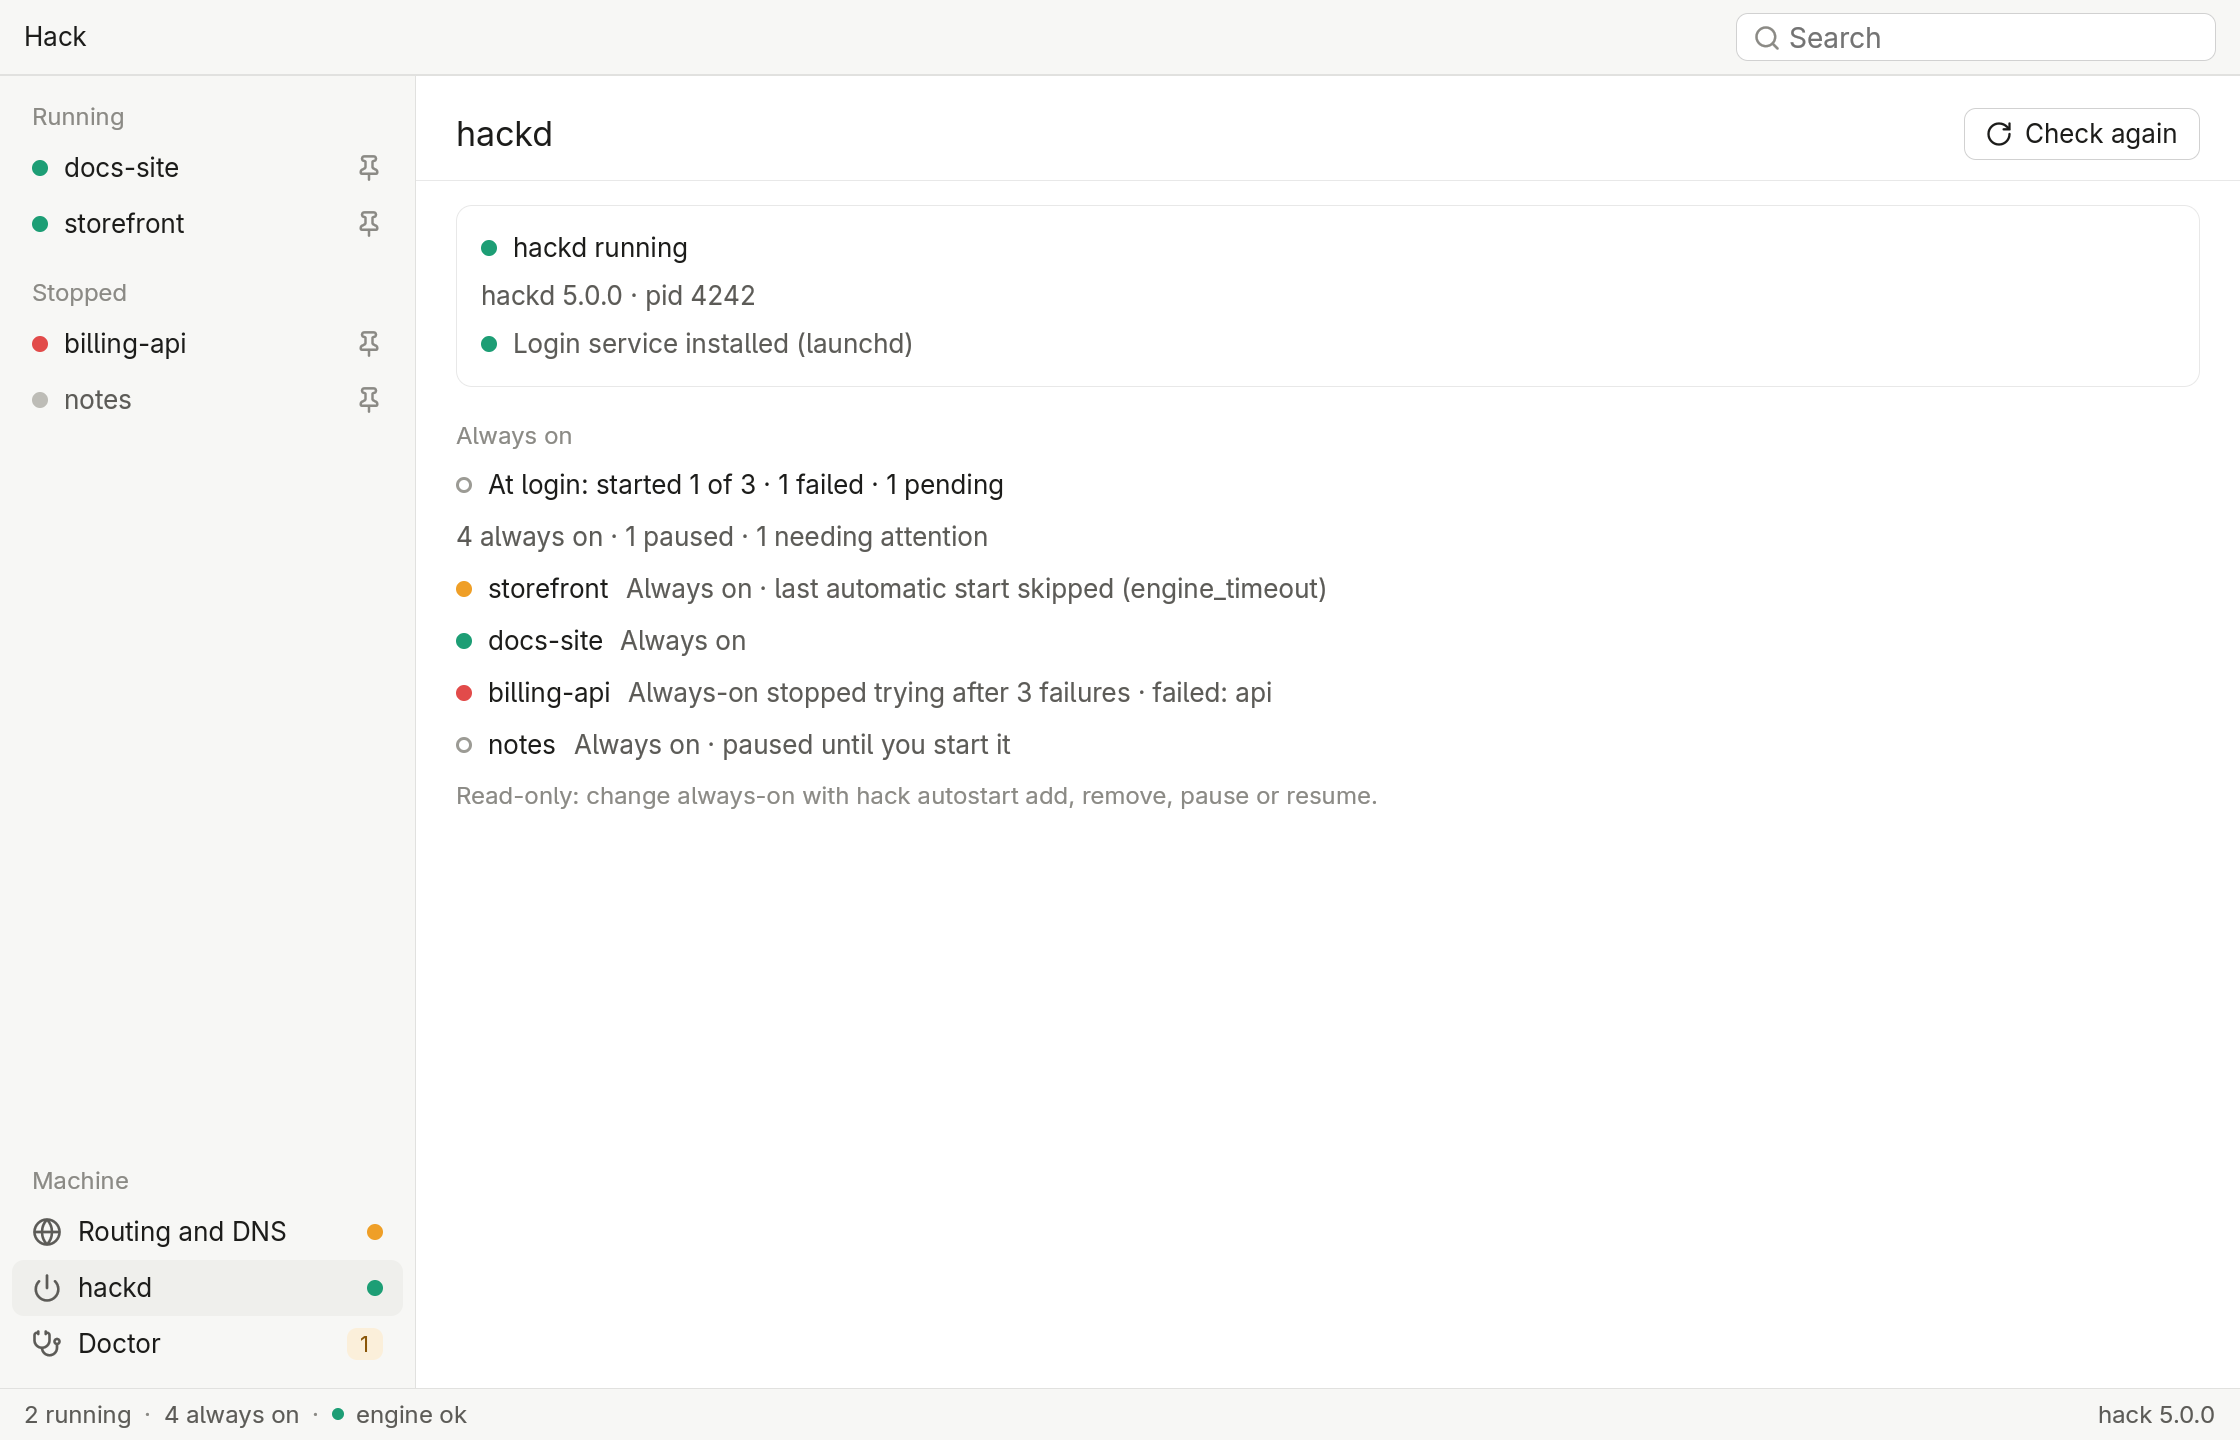 Hack
Search
Running
docs-site
storefront
Stopped
billing-api
notes
Machine
Routing and DNS
hackd
Doctor 1
hackd
Check again
hackd running
hackd 5.0.0 · pid 4242
Login service installed (launchd)
Always on
At login: started 1 of 3 · 1 failed · 1 pending
4 always on · 1 paused · 1 needing attention
storefront Always on · last automatic start skipped (engine_timeout)
docs-site Always on
billing-api Always-on stopped trying after 3 failures · failed: api
notes Always on · paused until you start it
Read-only: change always-on with hack autostart add, remove, pause or resume.
2 running · 4 always on · engine ok
hack 5.0.0